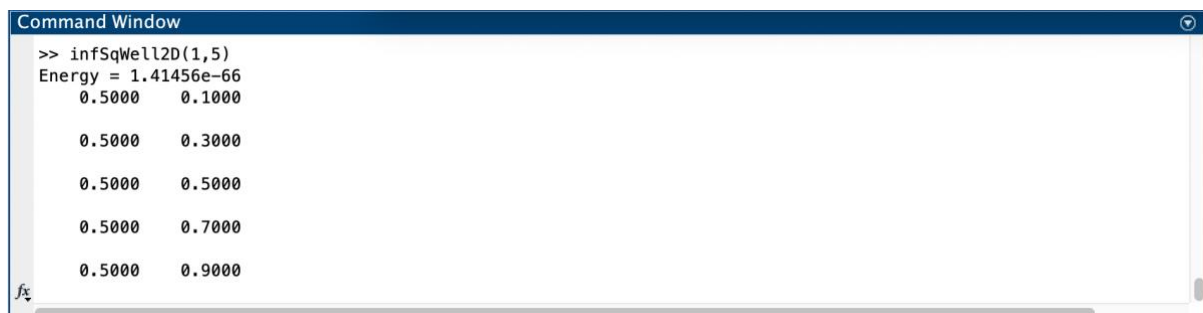 Command Window
>> infSqWell2D(1,5)
Energy = 1.41456e-66
0.5000 0.1000
0.5000 0.3000
0.5000 0.5000
0.5000 0.7000
0.5000 0.9000
fx